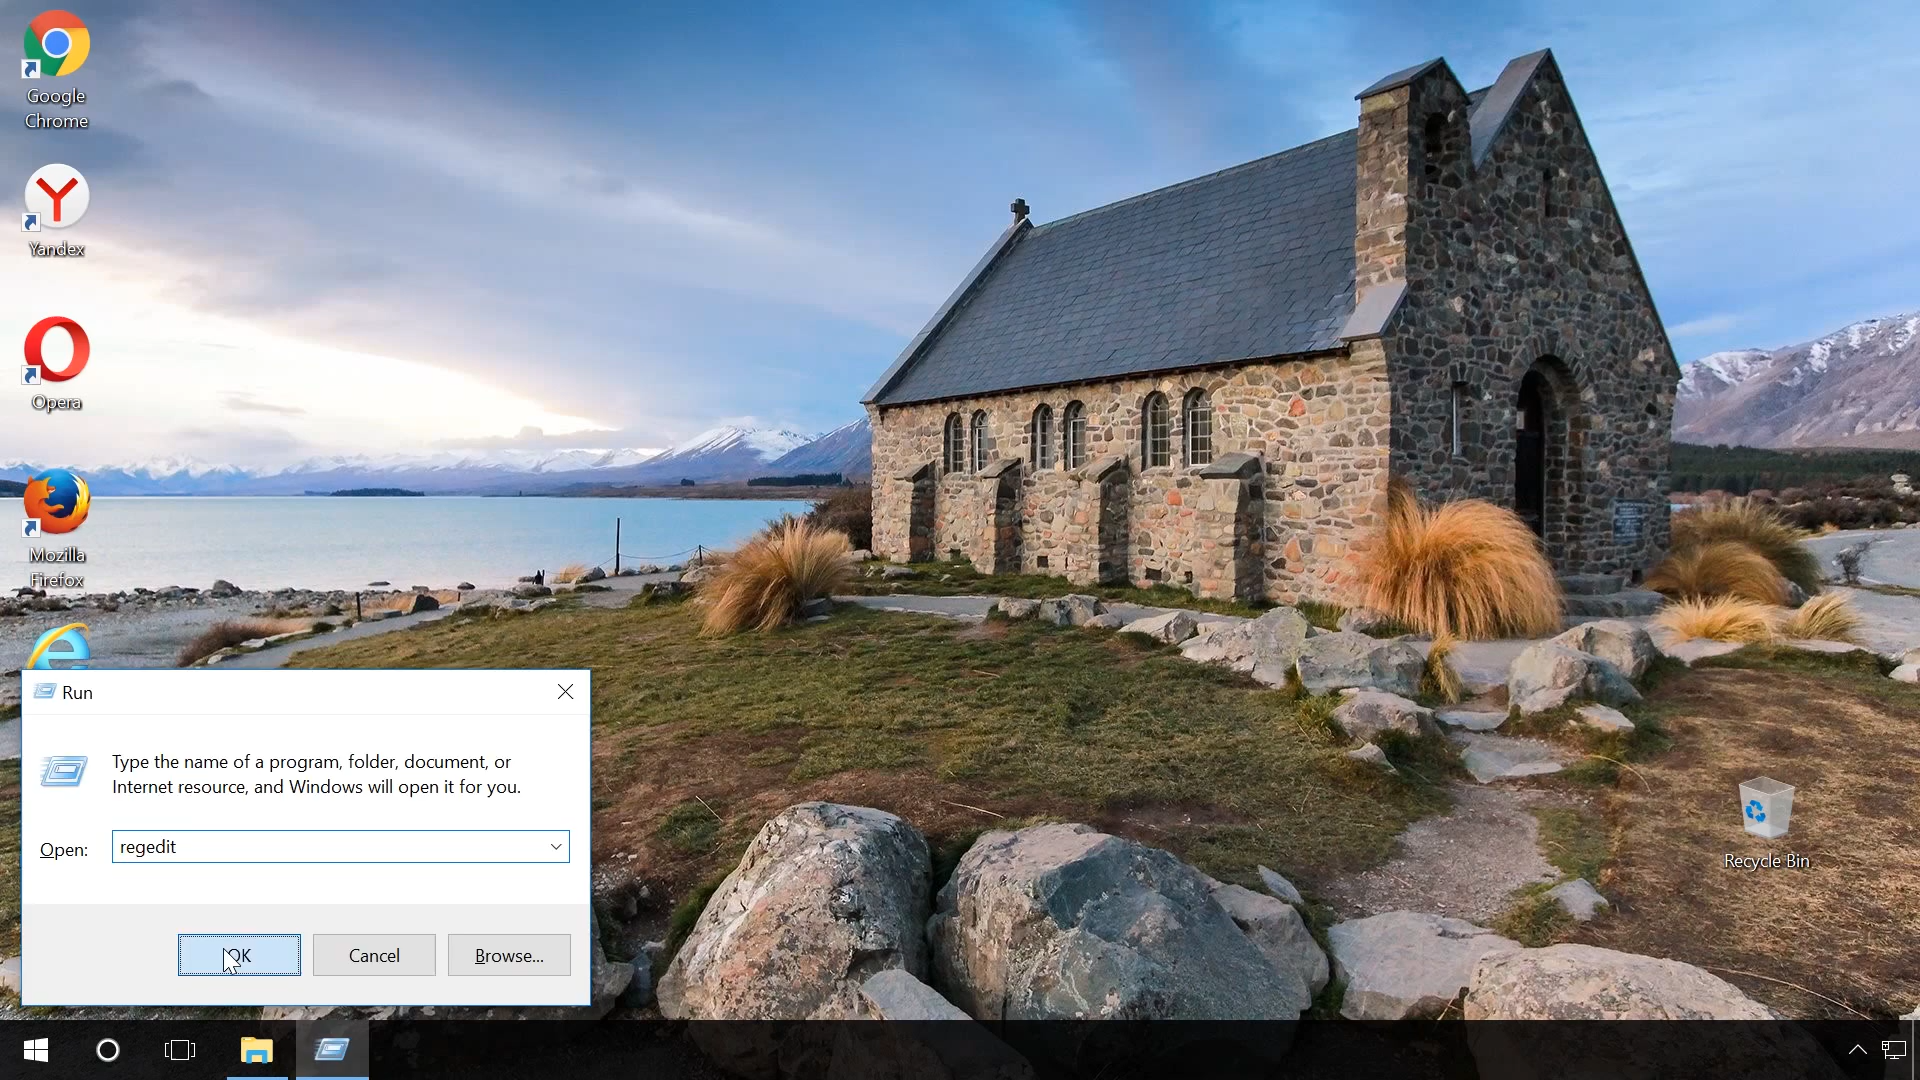 Google
Chrome
Yandex
Opera
Mozilla
Firefox
Run
Type the name of a program, folder, document, or
Internet resource, and Windows will open it for you.
Open:
regedit
OK
Cancel
Browse...
Recycle Bin